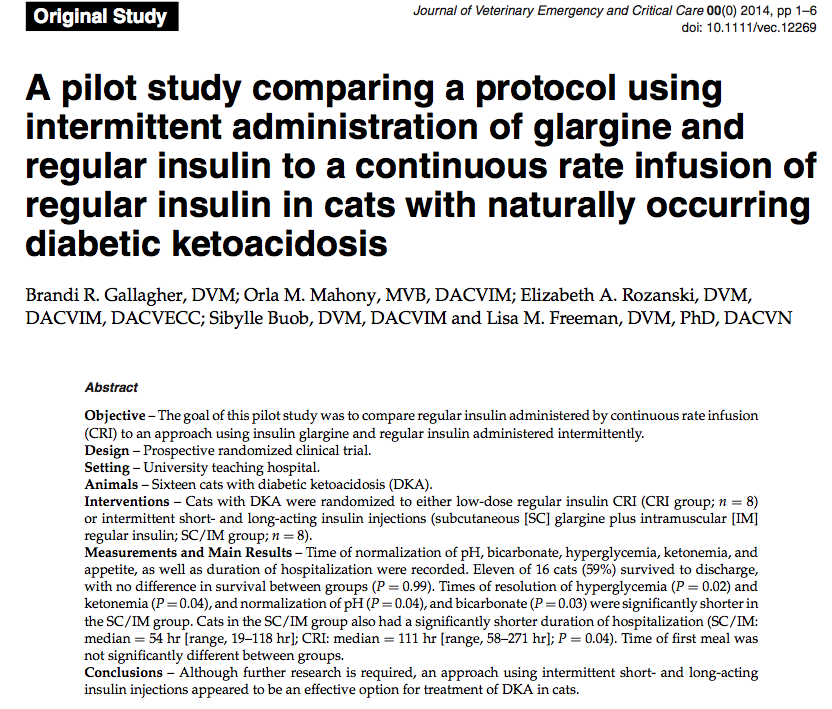 Original Study
Journal of Veterinary Emergency and Critical Care 00(0) 2014, pp 1–6
doi: 10.1111/vec.12269
A pilot study comparing a protocol using
intermittent administration of glargine and
regular insulin to a continuous rate infusion of
regular insulin in cats with naturally occurring
diabetic ketoacidosis
Brandi R. Gallagher, DVM; Orla M. Mahony, MVB, DACVIM; Elizabeth A. Rozanski, DVM,
DACVIM, DACVECC; Sibylle Buob, DVM, DACVIM and Lisa M. Freeman, DVM, PhD, DACVN
Abstract
Objective – The goal of this pilot study was to compare regular insulin administered by continuous rate infusion
(CRI) to an approach using insulin glargine and regular insulin administered intermittently.
Design – Prospective randomized clinical trial.
Setting – University teaching hospital.
Animals – Sixteen cats with diabetic ketoacidosis (DKA).
Interventions – Cats with DKA were randomized to either low-dose regular insulin CRI (CRI group; n = 8)
or intermittent short- and long-acting insulin injections (subcutaneous [SC] glargine plus intramuscular [IM]
regular insulin; SC/IM group; n = 8).
Measurements and Main Results – Time of normalization of pH, bicarbonate, hyperglycemia, ketonemia, and
appetite, as well as duration of hospitalization were recorded. Eleven of 16 cats (59%) survived to discharge,
with no difference in survival between groups (P = 0.99). Times of resolution of hyperglycemia (P = 0.02) and
ketonemia (P = 0.04), and normalization of pH (P = 0.04), and bicarbonate (P = 0.03) were significantly shorter in
the SC/IM group. Cats in the SC/IM group also had a significantly shorter duration of hospitalization (SC/IM:
median = 54 hr [range, 19–118 hr]; CRI: median = 111 hr [range, 58–271 hr]; P = 0.04). Time of first meal was
not significantly different between groups.
Conclusions – Although further research is required, an approach using intermittent short- and long-acting
insulin injections appeared to be an effective option for treatment of DKA in cats.